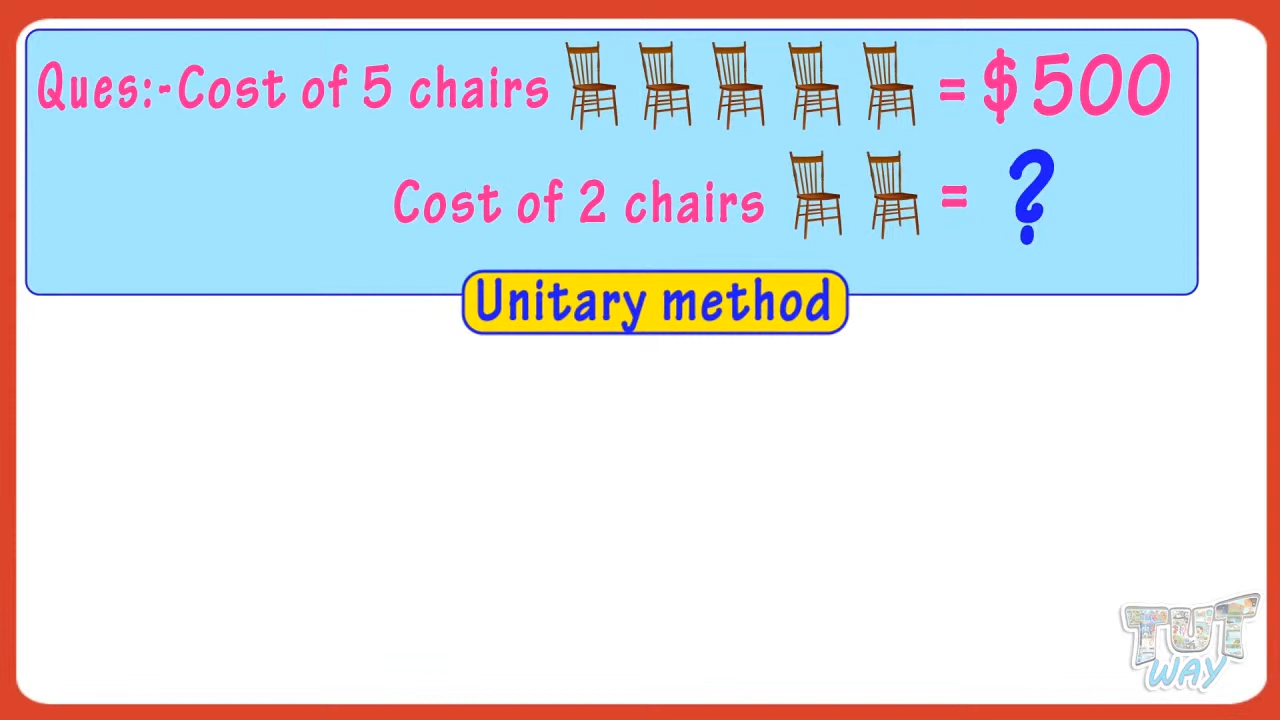 Ques:-Cost of 5 chairs = $500
Cost of 2 chairs = ?
Unitary method
TUT
WAY